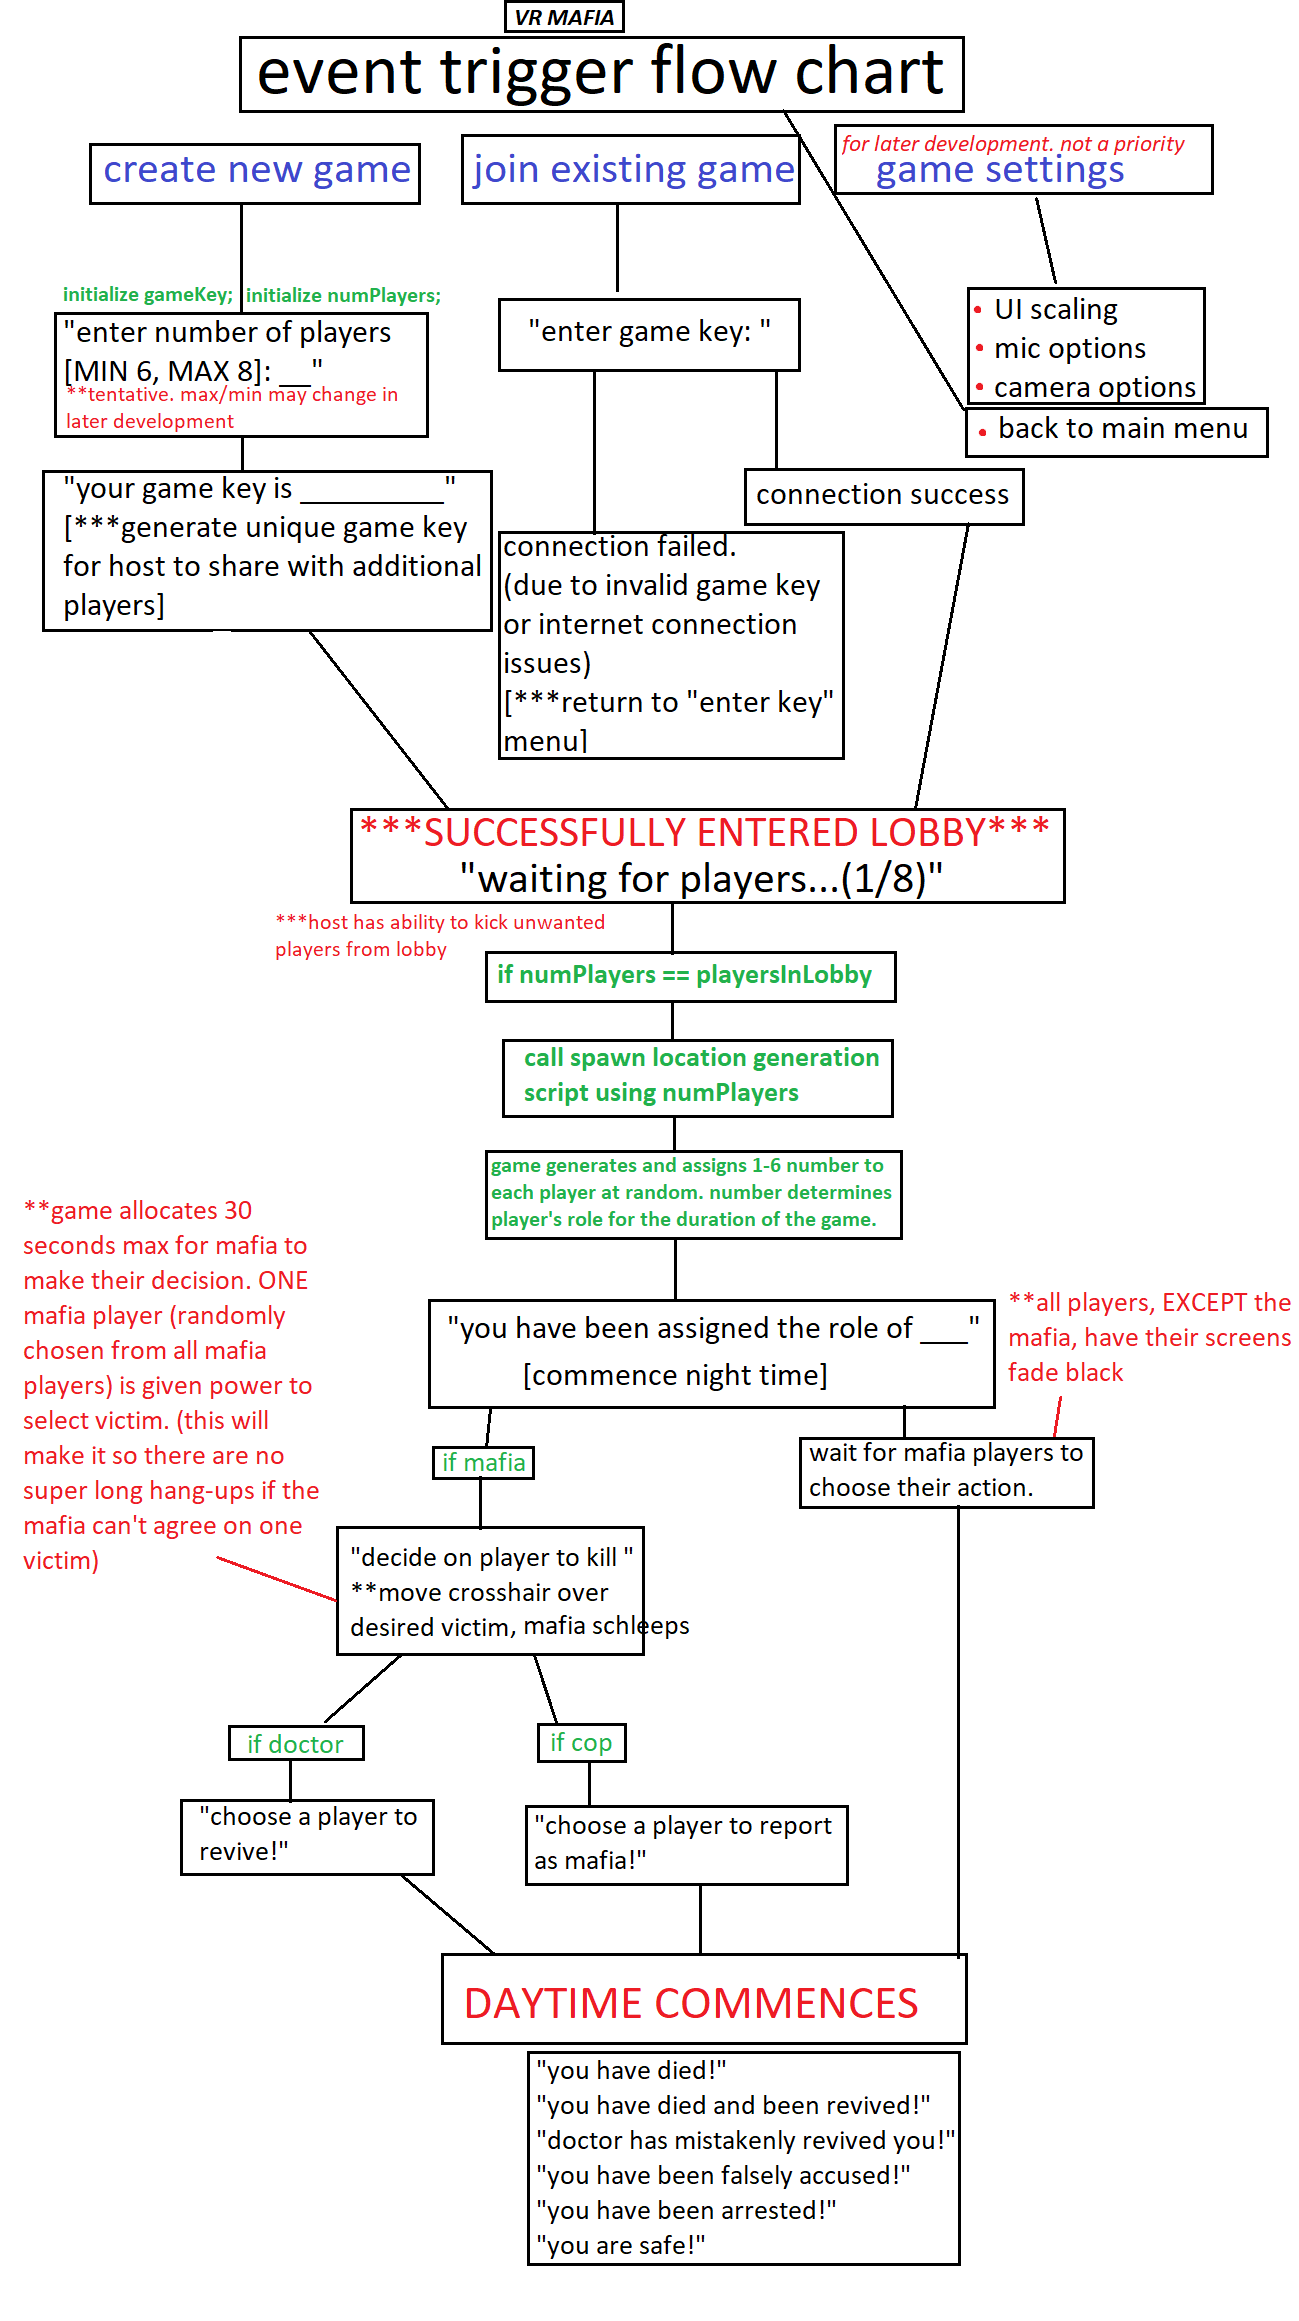 VR MAFIA
event trigger flow chart
create new game
join existing game
for later development. not a priority
game settings
initialize gameKey; initialize numPlayers;
"enter number of players
[MIN 6, MAX 8]: __"
**tentative. max/min may change in
later development
"enter game key: "
• UI scaling
• mic options
• camera options
• back to main menu
"your game key is _________"
[***generate unique game key
for host to share with additional
players]
connection success
connection failed.
(due to invalid game key
or internet connection
issues)
[***return to "enter key"
menu]
***SUCCESSFULLY ENTERED LOBBY***
"waiting for players...(1/8)"
***host has ability to kick unwanted
players from lobby
if numPlayers == playersInLobby
call spawn location generation
script using numPlayers
game generates and assigns 1-6 number to
each player at random. number determines
player's role for the duration of the game.
**game allocates 30
seconds max for mafia to
make their decision. ONE
mafia player (randomly
chosen from all mafia
players) is given power to
select victim. (this will
make it so there are no
super long hang-ups if the
mafia can't agree on one
victim)
"you have been assigned the role of ___"
[commence night time]
**all players, EXCEPT the
mafia, have their screens
fade black
if mafia
wait for mafia players to
choose their action.
"decide on player to kill "
**move crosshair over
desired victim, mafia schleeps
if doctor
if cop
"choose a player to
revive!"
"choose a player to report
as mafia!"
DAYTIME COMMENCES
"you have died!"
"you have died and been revived!"
"doctor has mistakenly revived you!"
"you have been falsely accused!"
"you have been arrested!"
"you are safe!"